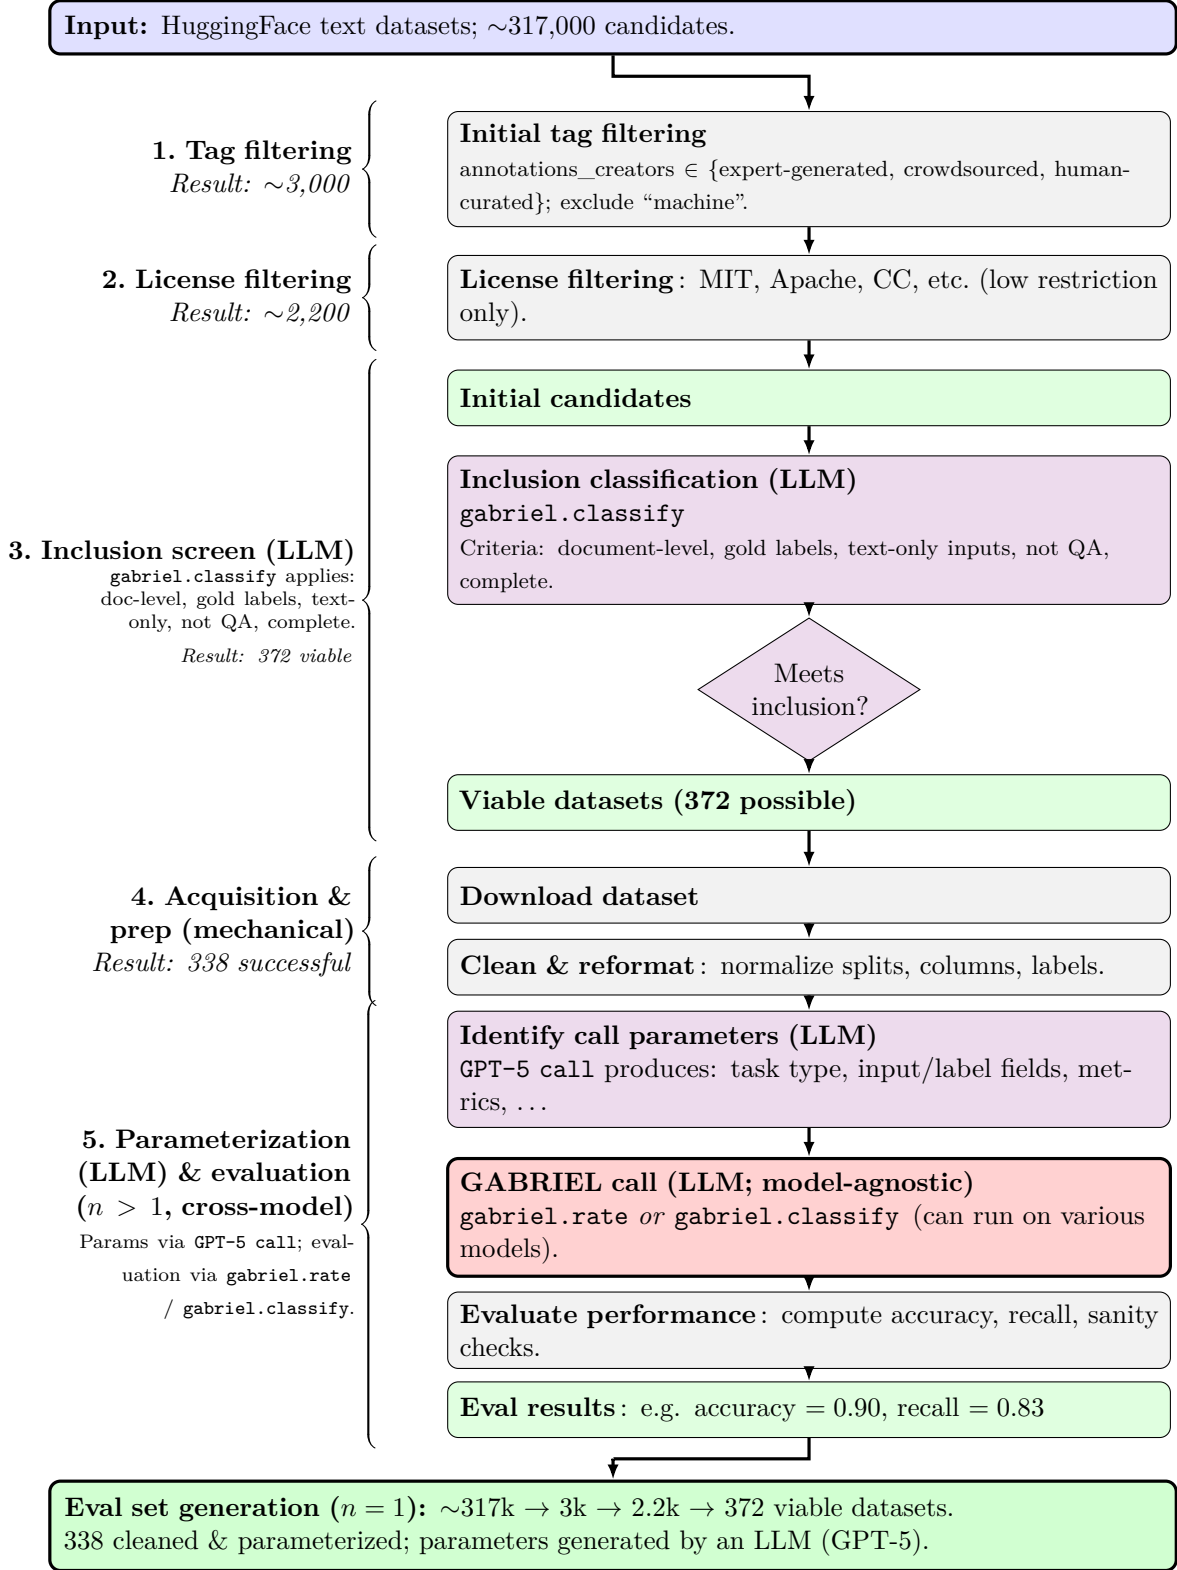 Input: HuggingFace text datasets; ∼317,000 candidates.
1. Tag filtering
Result: ∼3,000
Initial tag filtering
annotations_creators ∈ {expert-generated, crowdsourced, human-
curated}; exclude “machine”.
2. License filtering
Result: ∼2,200
License filtering: MIT, Apache, CC, etc. (low restriction
only).
Initial candidates
3. Inclusion screen (LLM)
gabriel.classify applies:
doc-level, gold labels, text-
only, not QA, complete.
Result: 372 viable
Inclusion classification (LLM)
gabriel.classify
Criteria: document-level, gold labels, text-only inputs, not QA,
complete.
Meets
inclusion?
Viable datasets (372 possible)
4. Acquisition &
prep (mechanical)
Result: 338 successful
Download dataset
Clean & reformat: normalize splits, columns, labels.
5. Parameterization
(LLM) & evaluation
(n > 1, cross-model)
Params via GPT-5 call; eval-
uation via gabriel.rate
/ gabriel.classify.
Identify call parameters (LLM)
GPT-5 call produces: task type, input/label fields, met-
rics, …
GABRIEL call (LLM; model-agnostic)
gabriel.rate or gabriel.classify (can run on various
models).
Evaluate performance: compute accuracy, recall, sanity
checks.
Eval results: e.g. accuracy = 0.90, recall = 0.83
Eval set generation (n = 1): ∼317k → 3k → 2.2k → 372 viable datasets.
338 cleaned & parameterized; parameters generated by an LLM (GPT-5).